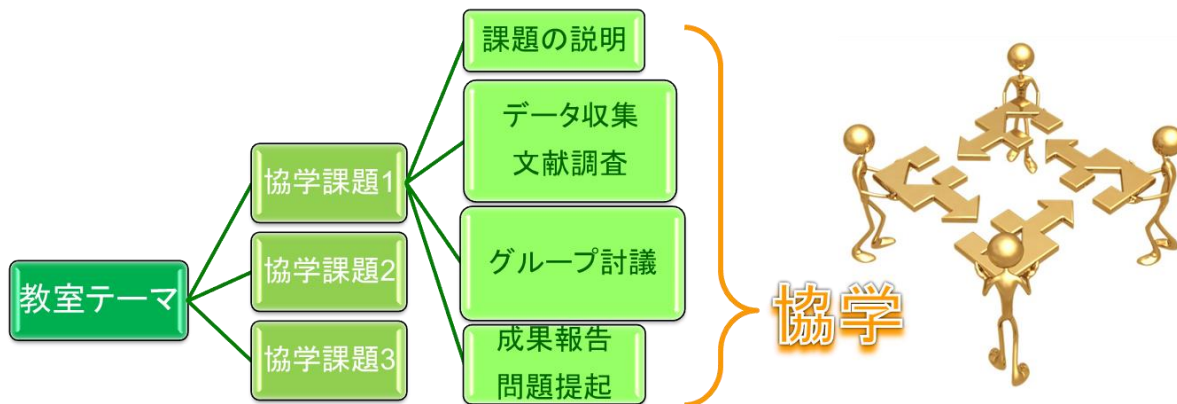 教室テーマ
協学課題1
協学課題2
協学課題3
課題の説明
データ収集
文献調査
グループ討議
成果報告
問題提起
協学